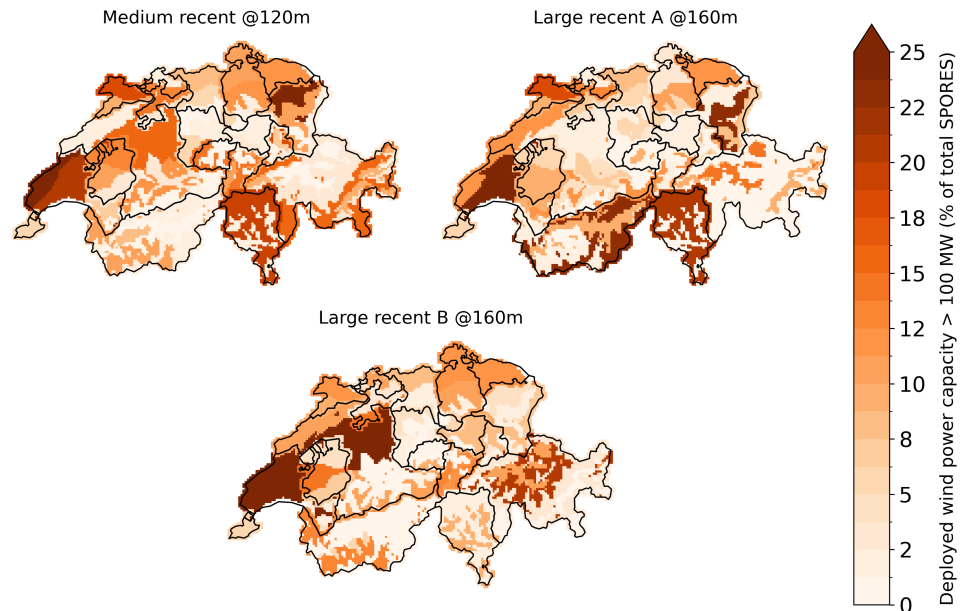 Medium recent @120m
Large recent A @160m
Large recent B @160m
25
22
20
18
15
12
10
8
5
2
0
Deployed wind power capacity > 100 MW (% of total SPORES)